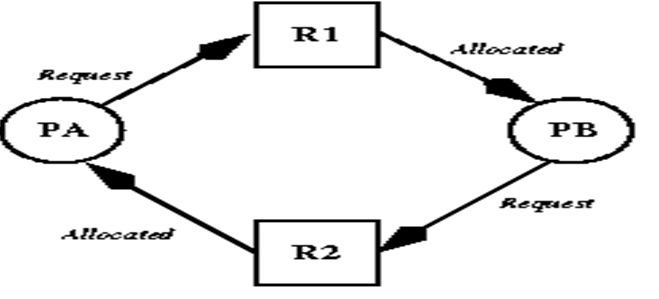 R1
Allocated
Request
PA
PB
Request
Allocated
R2